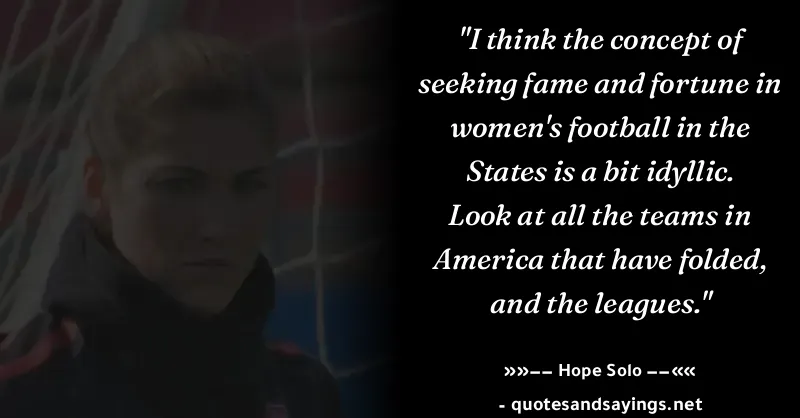 "I think the concept of
seeking fame and fortune in
women's football in the
States is a bit idyllic.
Look at all the teams in
America that have folded,
and the leagues."
»»−− Hope Solo −−««
- quotesandsayings.net